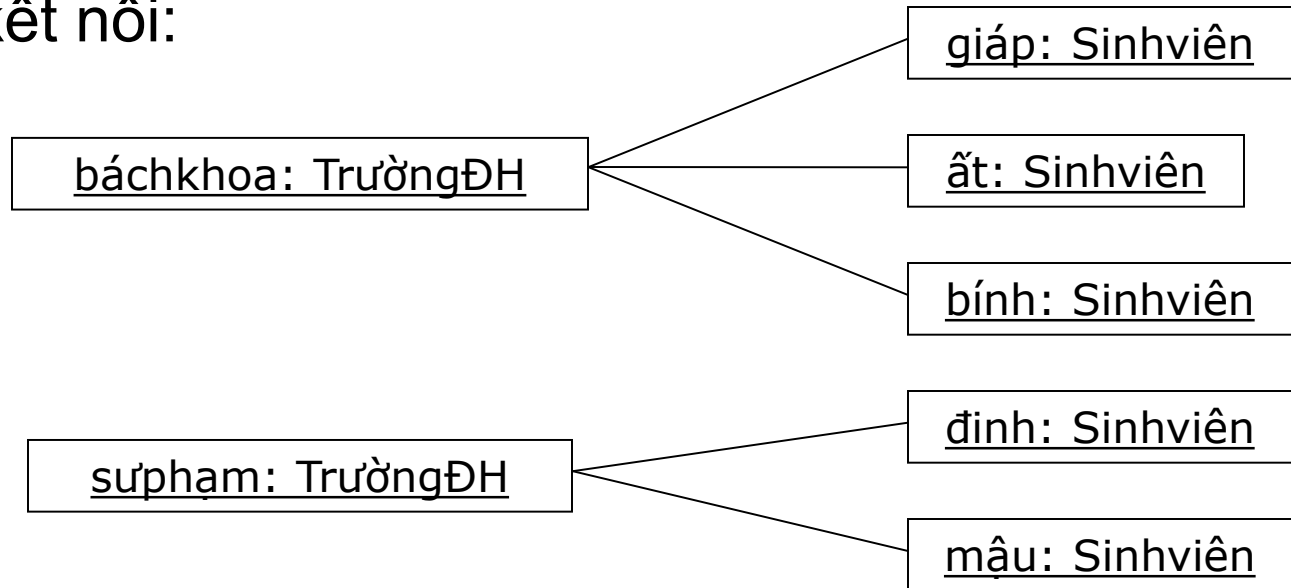 kết nối:
giáp: Sinhviên
báchkhoa: TrườngĐH
ất: Sinhviên
bính: Sinhviên
đinh: Sinhviên
sưphạm: TrườngĐH
mậu: Sinhviên